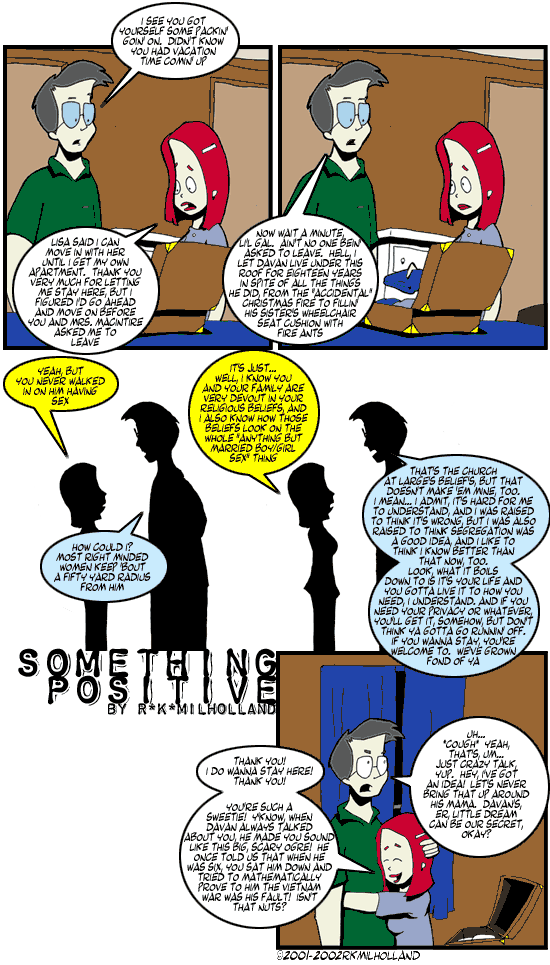 I SEE YOU GOT
YOURSELF SOME PACKIN'
GOIN' ON. DIDN'T KNOW
YOU HAD VACATION
TIME COMIN' UP
LISA SAID I CAN
MOVE IN WITH HER
UNTIL I GET MY OWN
APARTMENT. THANK YOU
VERY MUCH FOR LETTING
ME STAY HERE, BUT I
FIGURED I'D GO AHEAD
AND MOVE ON BEFORE
YOU AND MRS. MACINTIRE
ASKED ME TO
LEAVE
NOW WAIT A MINUTE,
LI'L GAL. AIN'T NO ONE BEIN'
ASKED TO LEAVE. HELL, I
LET DAVAN LIVE UNDER THIS
ROOF FOR EIGHTEEN YEARS
IN SPITE OF ALL THE THINGS
HE DID, FROM THE "ACCIDENTAL"
CHRISTMAS FIRE TO FILLIN'
HIS SISTER'S WHEELCHAIR
SEAT CUSHION WITH
FIRE ANTS
YEAH, BUT
YOU NEVER WALKED
IN ON HIM HAVING
SEX
HOW COULD I?
MOST RIGHT MINDED
WOMEN KEEP 'BOUT
A FIFTY YARD RADIUS
FROM HIM
IT'S JUST...
WELL, I KNOW YOU
AND YOUR FAMILY ARE
VERY DEVOUT IN YOUR
RELIGIOUS BELIEFS, AND
I ALSO KNOW HOW THOSE
BELIEFS LOOK ON THE
WHOLE "ANYTHING BUT
MARRIED BOY/GIRL
SEX" THING
THAT'S THE CHURCH
AT LARGE'S BELIEFS, BUT THAT
DOESN'T MAKE 'EM MINE, TOO.
I MEAN... I ADMIT, IT'S HARD FOR ME
TO UNDERSTAND, AND I WAS RAISED
TO THINK IT'S WRONG, BUT I WAS ALSO
RAISED TO THINK SEGREGATION WAS
A GOOD IDEA, AND I LIKE TO
THINK I KNOW BETTER THAN
THAT NOW, TOO.
LOOK, WHAT IT BOILS
DOWN TO IS IT'S YOUR LIFE AND
YOU GOTTA LIVE IT TO HOW YOU
NEED, I UNDERSTAND. AND IF YOU
NEED YOUR PRIVACY OR WHATEVER,
YOU'LL GET IT, SOMEHOW, BUT DON'T
THINK YA GOTTA GO RUNNIN' OFF.
IF YOU WANNA STAY, YOU'RE
WELCOME TO. WE'VE GROWN
FOND OF YA
SOMETHING
POSITIVE
BY R*K*MILHOLLAND
THANK YOU!
I DO WANNA STAY HERE!
THANK YOU!
YOU'RE SUCH A
SWEETIE! Y'KNOW, WHEN
DAVAN ALWAYS TALKED
ABOUT YOU, HE MADE YOU SOUND
LIKE THIS BIG, SCARY OGRE! HE
ONCE TOLD US THAT WHEN HE
WAS SIX, YOU SAT HIM DOWN AND
TRIED TO MATHEMATICALLY
PROVE TO HIM THE VIETNAM
WAR WAS HIS FAULT! ISN'T
THAT NUTS?
UH...
*COUGH* YEAH,
THAT'S, UM...
JUST CRAZY TALK,
YUP. HEY, I'VE GOT
AN IDEA! LET'S NEVER
BRING THAT UP AROUND
HIS MAMA. DAVAN'S,
ER, LITTLE DREAM
CAN BE OUR SECRET,
OKAY?
©2001-2002RKMILHOLLAND